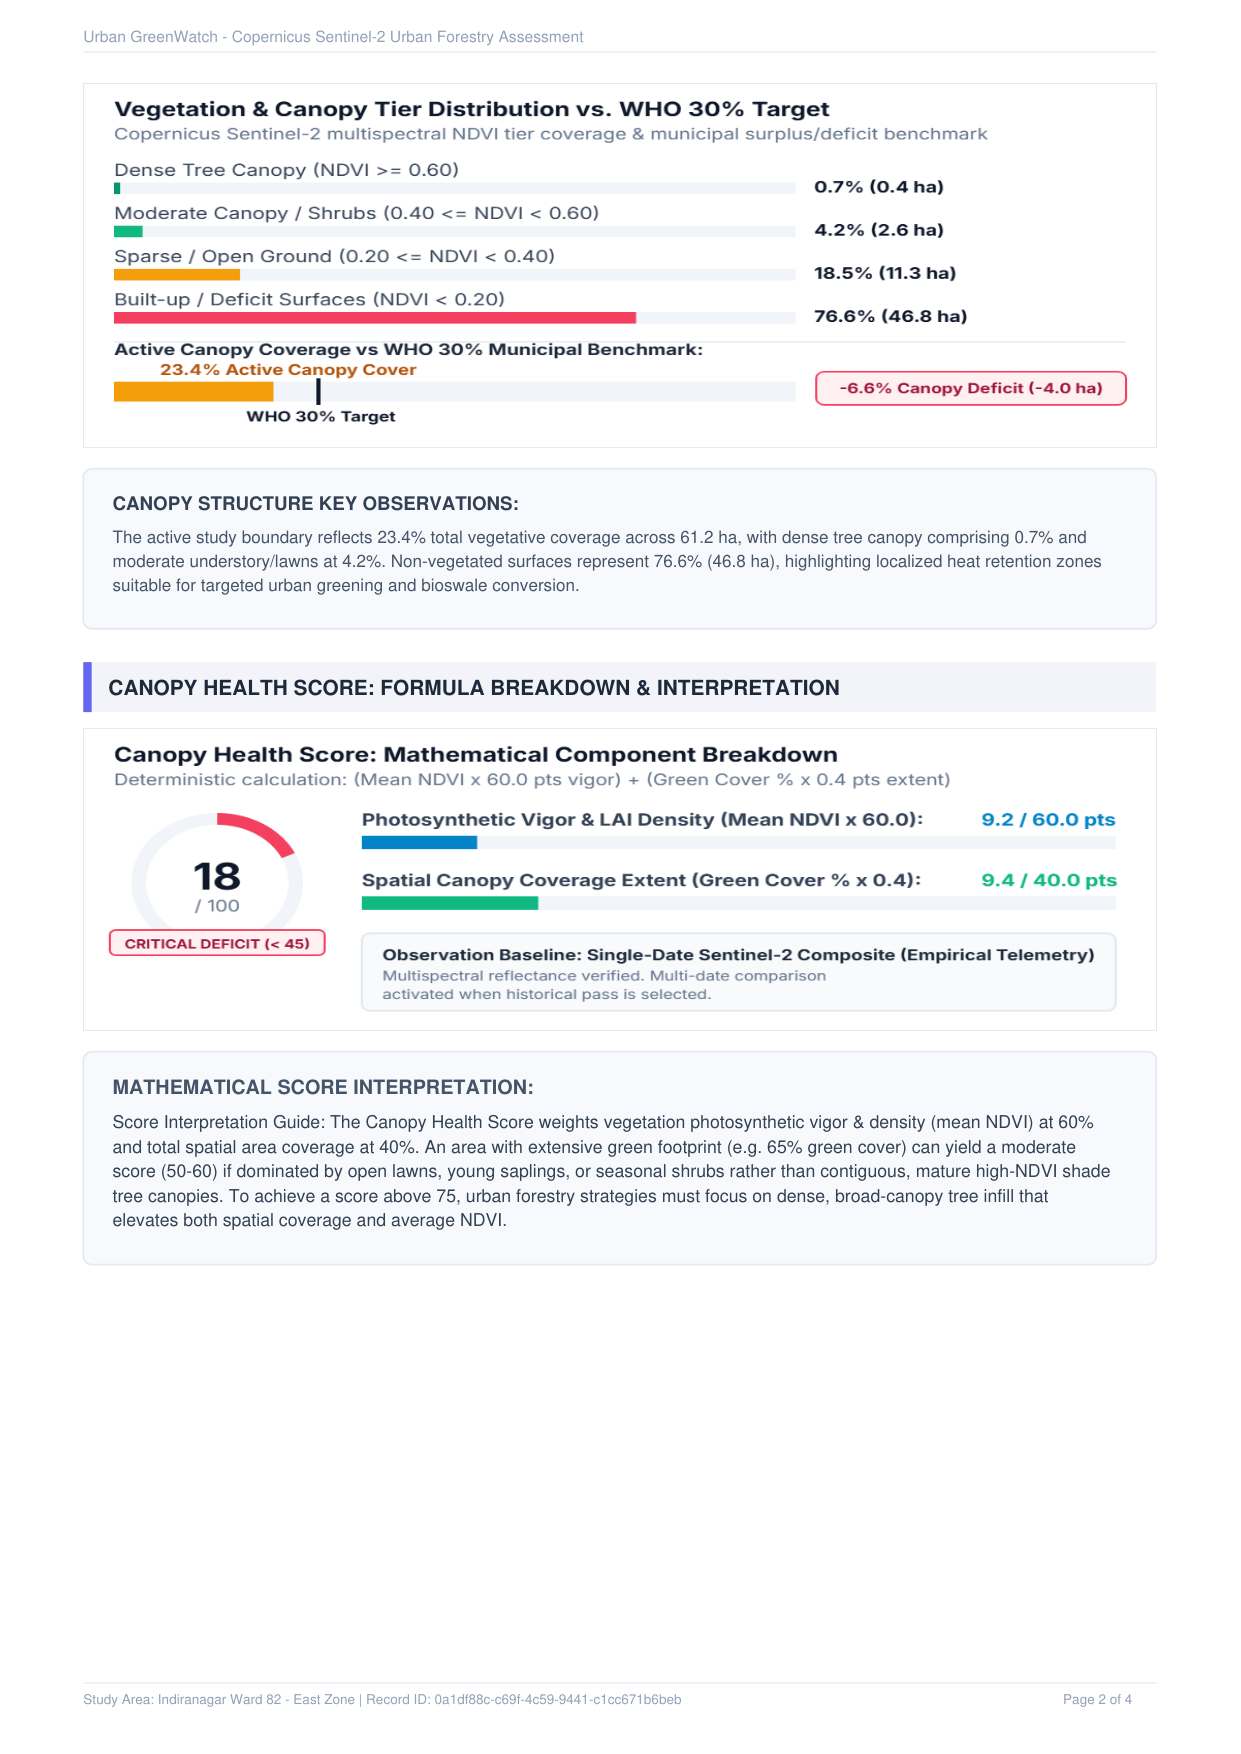 Urban GreenWatch - Copernicus Sentinel-2 Urban Forestry Assessment
Vegetation & Canopy Tier Distribution vs. WHO 30% Target
Copernicus Sentinel-2 multispectral NDVI tier coverage & municipal surplus/deficit benchmark
Dense Tree Canopy (NDVI >= 0.60)
0.7% (0.4 ha)
Moderate Canopy / Shrubs (0.40 <= NDVI < 0.60)
4.2% (2.6 ha)
Sparse / Open Ground (0.20 <= NDVI < 0.40)
18.5% (11.3 ha)
Built-up / Deficit Surfaces (NDVI < 0.20)
76.6% (46.8 ha)
Active Canopy Coverage vs WHO 30% Municipal Benchmark:
23.4% Active Canopy Cover
-6.6% Canopy Deficit (-4.0 ha)
WHO 30% Target
CANOPY STRUCTURE KEY OBSERVATIONS:
The active study boundary reflects 23.4% total vegetative coverage across 61.2 ha, with dense tree canopy comprising 0.7% and
moderate understory/lawns at 4.2%. Non-vegetated surfaces represent 76.6% (46.8 ha), highlighting localized heat retention zones
suitable for targeted urban greening and bioswale conversion.
CANOPY HEALTH SCORE: FORMULA BREAKDOWN & INTERPRETATION
Canopy Health Score: Mathematical Component Breakdown
Deterministic calculation: (Mean NDVI x 60.0 pts vigor) + (Green Cover % x 0.4 pts extent)
18
/ 100
CRITICAL DEFICIT (< 45)
Photosynthetic Vigor & LAI Density (Mean NDVI x 60.0):
9.2 / 60.0 pts
Spatial Canopy Coverage Extent (Green Cover % x 0.4):
9.4 / 40.0 pts
Observation Baseline: Single-Date Sentinel-2 Composite (Empirical Telemetry)
Multispectral reflectance verified. Multi-date comparison
activated when historical pass is selected.
MATHEMATICAL SCORE INTERPRETATION:
Score Interpretation Guide: The Canopy Health Score weights vegetation photosynthetic vigor & density (mean NDVI) at 60%
and total spatial area coverage at 40%. An area with extensive green footprint (e.g. 65% green cover) can yield a moderate
score (50-60) if dominated by open lawns, young saplings, or seasonal shrubs rather than contiguous, mature high-NDVI shade
tree canopies. To achieve a score above 75, urban forestry strategies must focus on dense, broad-canopy tree infill that
elevates both spatial coverage and average NDVI.
Study Area: Indiranagar Ward 82 - East Zone | Record ID: 0a1df88c-c69f-4c59-9441-c1cc671b6beb
Page 2 of 4